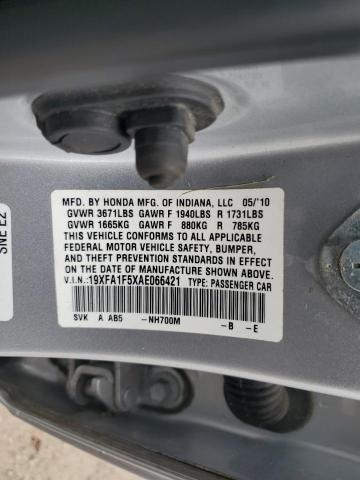 MFD. BY HONDA MFG. OF INDIANA, LLC 05/'10
GVWR 3671LBS GAWR F 1940LBS R 1731LBS
GVWR 1665KG GAWR F 880KG R 785KG
THIS VEHICLE CONFORMS TO ALL APPLICABLE
FEDERAL MOTOR VEHICLE SAFETY, BUMPER,
AND THEFT PREVENTION STANDARDS IN EFFECT
ON THE DATE OF MANUFACTURE SHOWN ABOVE.
V.I.N.:19XFA1F5XAE066421 TYPE: PASSENGER CAR
SVK A AB5 -NH700M -B -E
SNE E2